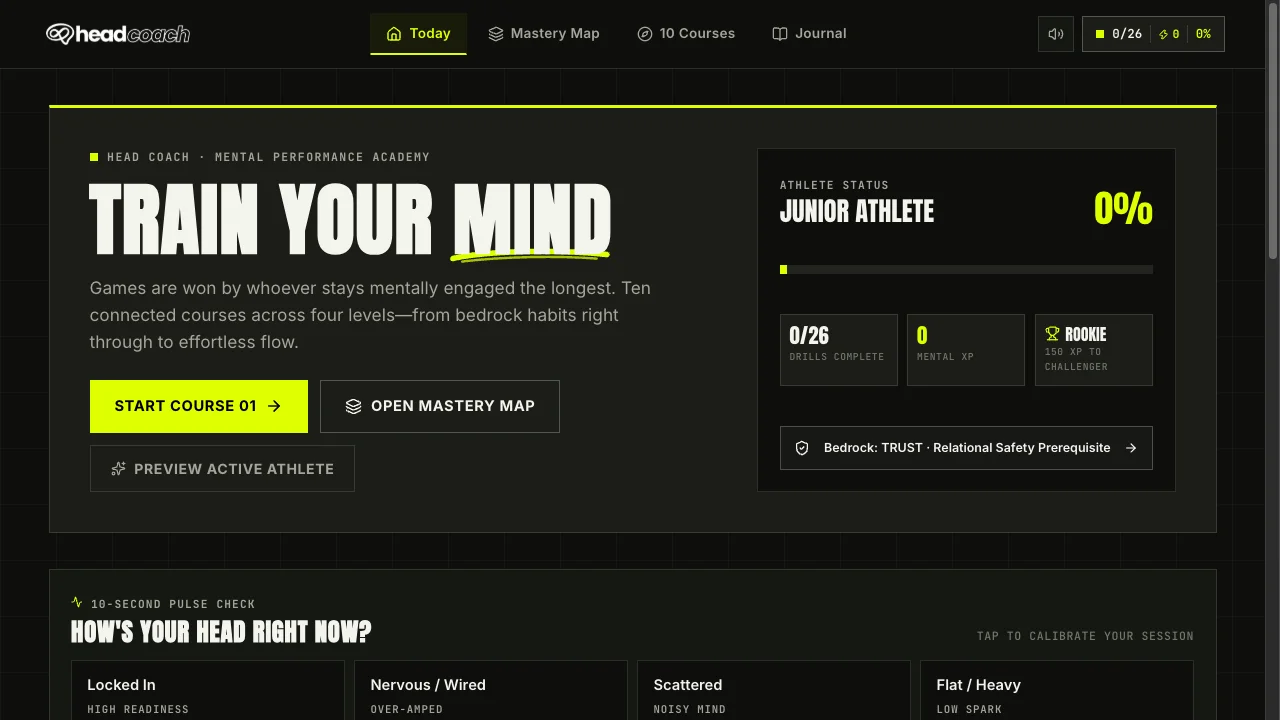 headcoach
Today
Mastery Map
10 Courses
Journal
0/26
0
0%
HEAD COACH · MENTAL PERFORMANCE ACADEMY
TRAIN YOUR MIND
Games are won by whoever stays mentally engaged the longest. Ten
connected courses across four levels—from bedrock habits right
through to effortless flow.
START COURSE 01
OPEN MASTERY MAP
PREVIEW ACTIVE ATHLETE
ATHLETE STATUS
JUNIOR ATHLETE
0%
0/26
DRILLS COMPLETE
0
MENTAL XP
ROOKIE
150 XP TO
CHALLENGER
Bedrock: TRUST · Relational Safety Prerequisite
10-SECOND PULSE CHECK
HOW'S YOUR HEAD RIGHT NOW?
TAP TO CALIBRATE YOUR SESSION
Locked In
HIGH READINESS
Nervous / Wired
OVER-AMPED
Scattered
NOISY MIND
Flat / Heavy
LOW SPARK